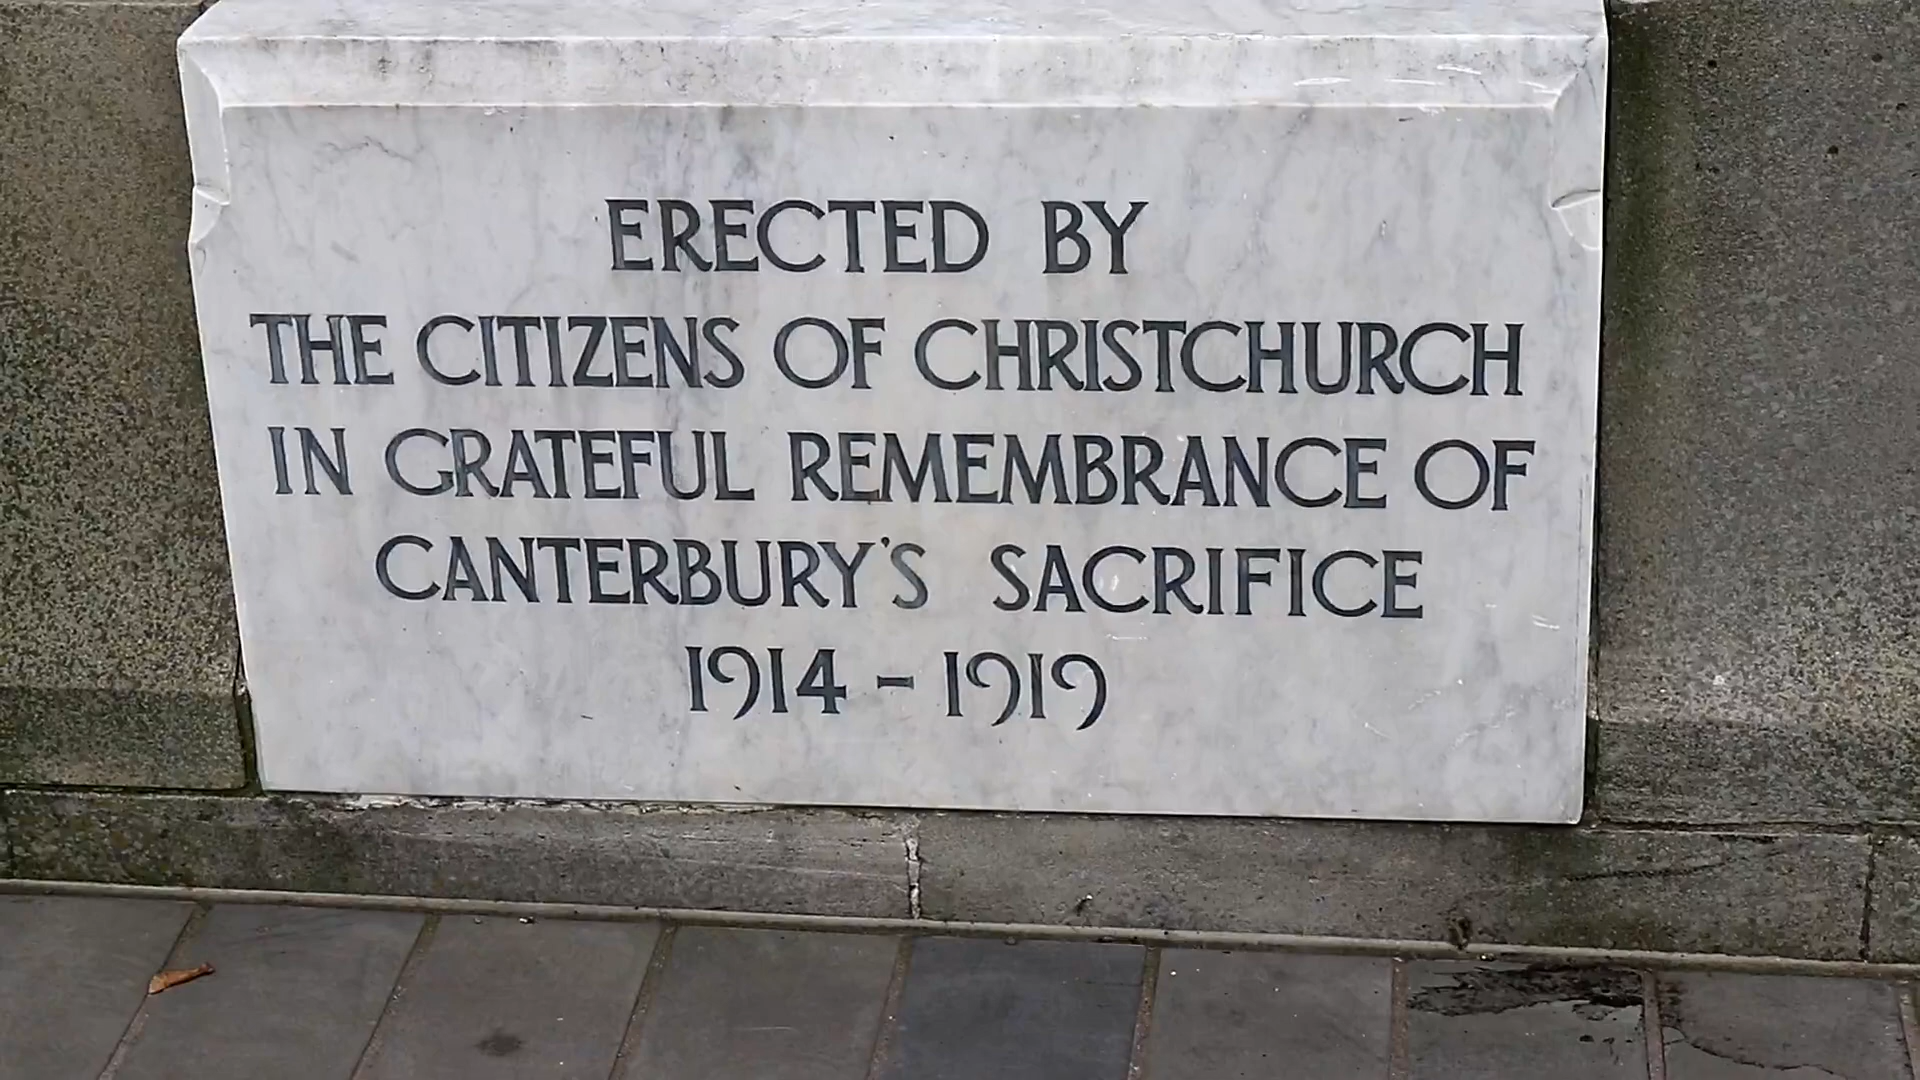 ERECTED BY
THE CITIZENS OF CHRISTCHURCH
IN GRATEFUL REMEMBRANCE OF
CANTERBURY'S SACRIFICE
1914 - 1919